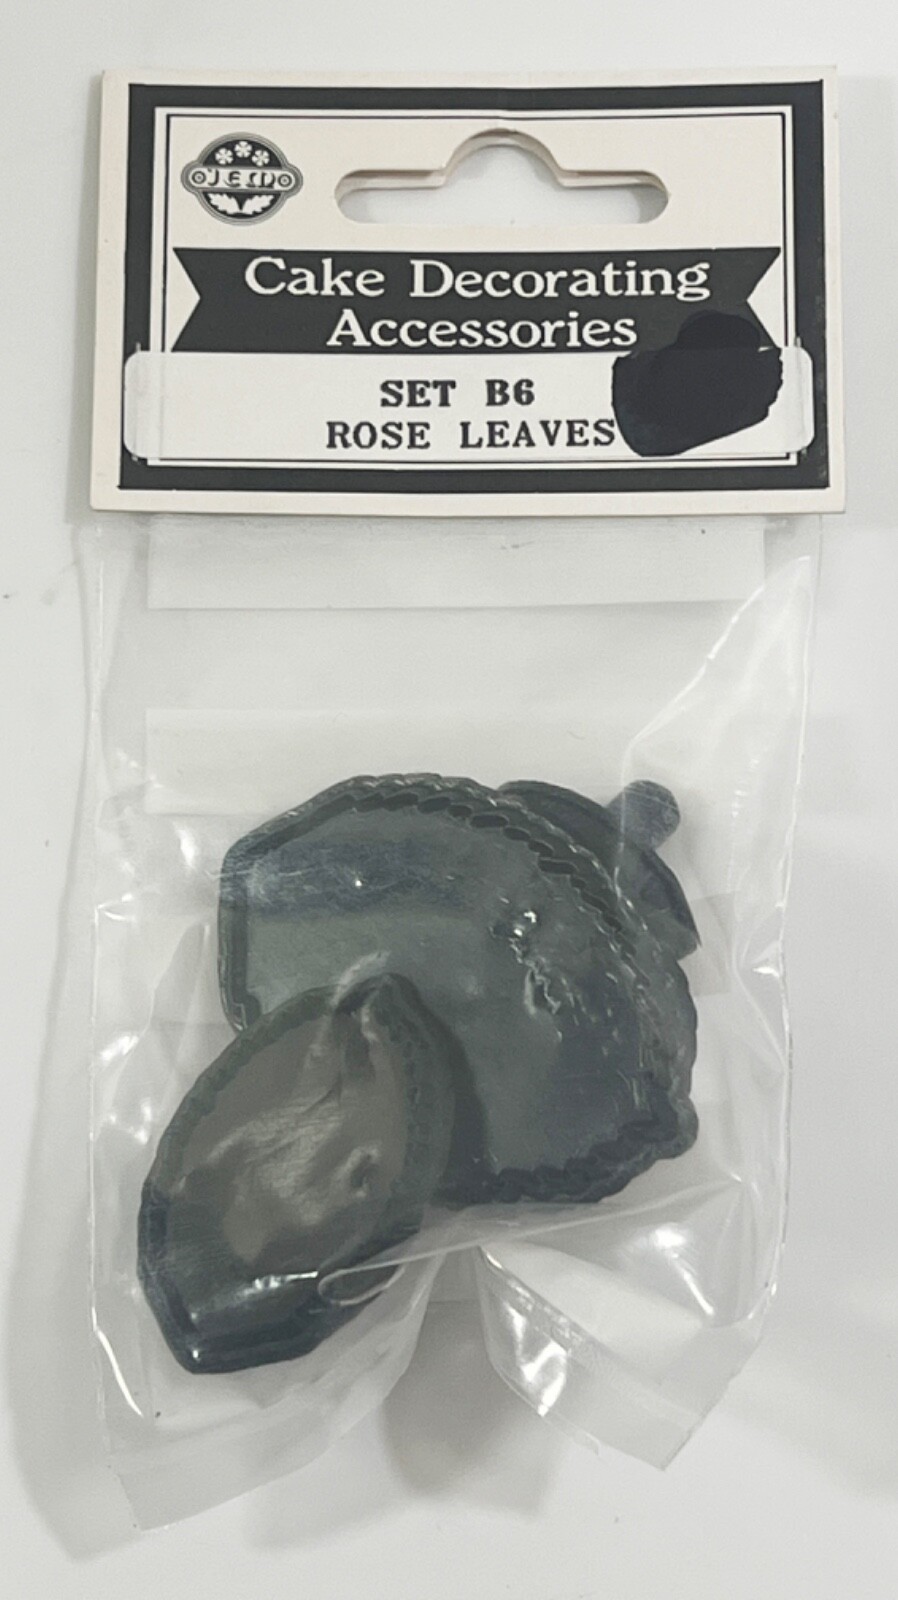 JEM
Cake Decorating
Accessories
SET B6
ROSE LEAVES